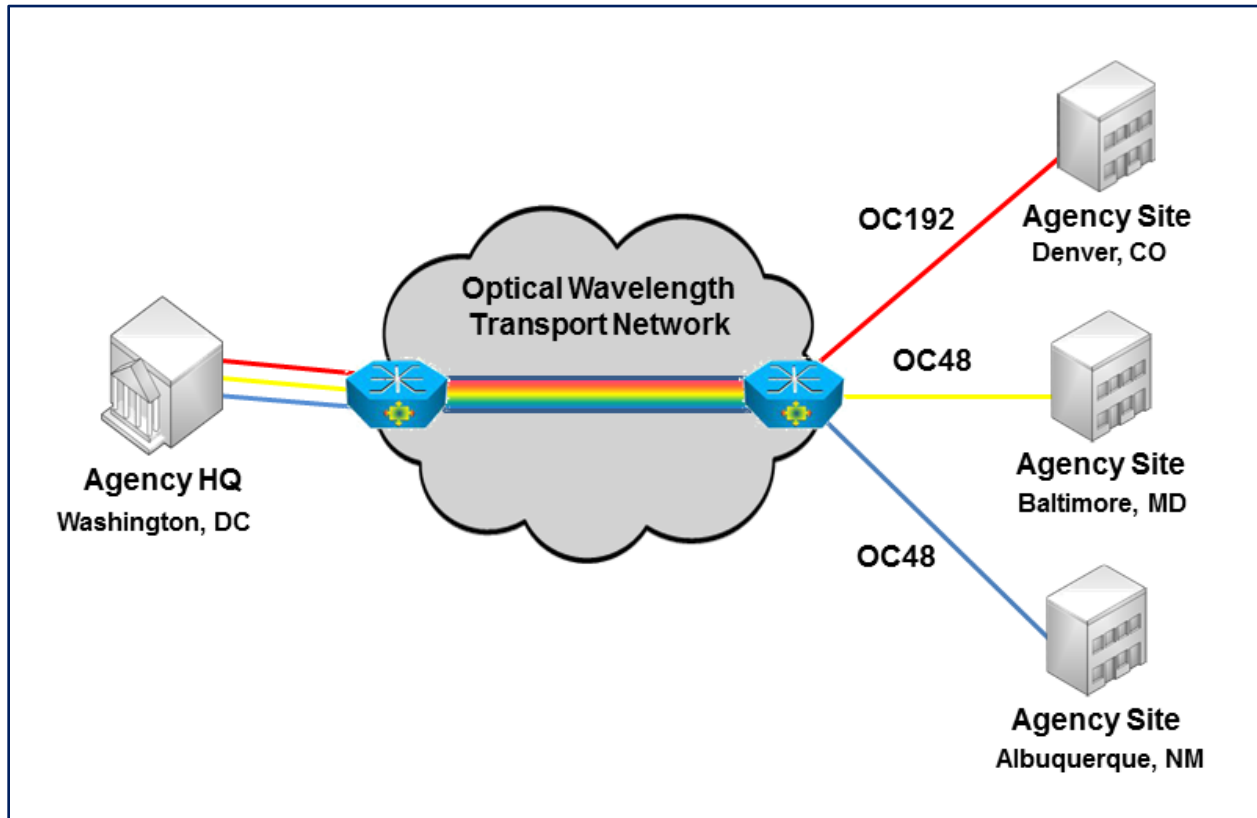 OC192
Agency Site
Denver, CO
Optical Wavelength
Transport Network
OC48
Agency HQ
Washington, DC
Agency Site
Baltimore, MD
OC48
Agency Site
Albuquerque, NM